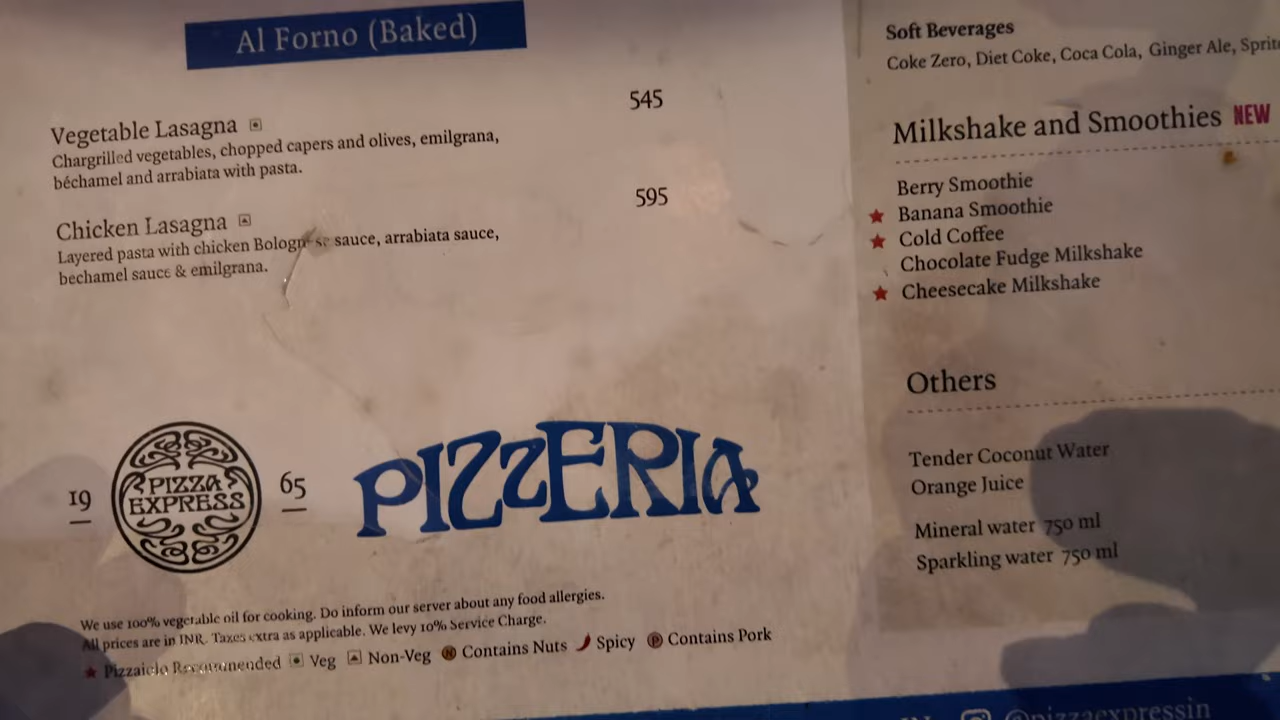 Al Forno (Baked)
Vegetable Lasagna
545
Chargrilled vegetables, chopped capers and olives, emilgrana,
béchamel and arrabiata with pasta.
Chicken Lasagna
595
Layered pasta with chicken Bolognese sauce, arrabiata sauce,
bechamel sauce & emilgrana.
19
PIZZA
EXPRESS
65
PIZZERIA
We use 100% vegetable oil for cooking. Do inform our server about any food allergies.
All prices are in INR. Taxes extra as applicable. We levy 10% Service Charge.
Pizzaiolo Recommended Veg Non-Veg N Contains Nuts Spicy P Contains Pork
Soft Beverages
Coke Zero, Diet Coke, Coca Cola, Ginger Ale, Sprite
Milkshake and Smoothies NEW
Berry Smoothie
Banana Smoothie
Cold Coffee
Chocolate Fudge Milkshake
Cheesecake Milkshake
Others
Tender Coconut Water
Orange Juice
Mineral water 750 ml
Sparkling water 750 ml
@pizzaexpressin